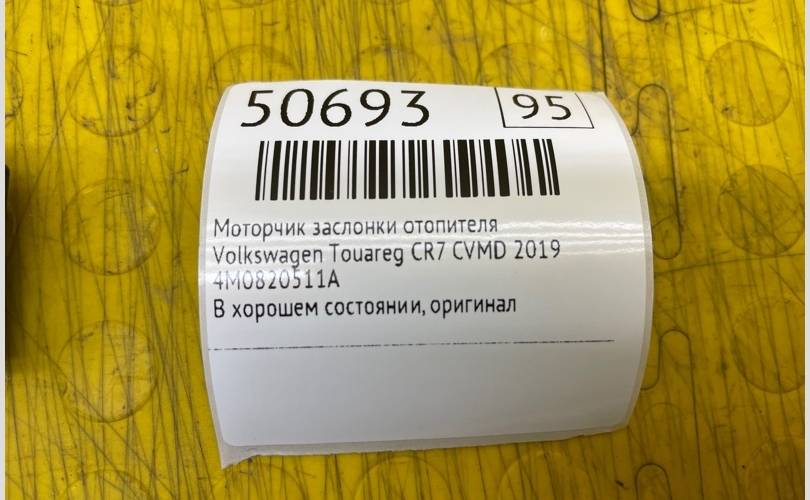 50693 95
Моторчик заслонки отопителя
Volkswagen Touareg CR7 CVMD 2019
4M0820511A
В хорошем состоянии, оригинал